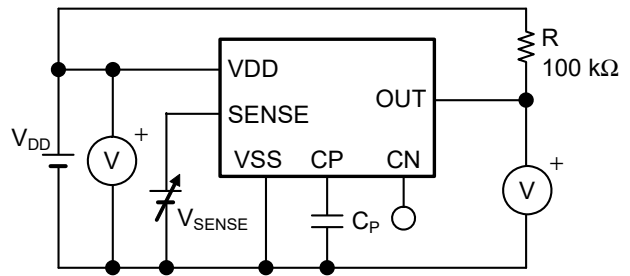 R
100 kΩ
VDD
SENSE
OUT
VSS CP CN
V_DD
V +
V_SENSE
C_P
V +